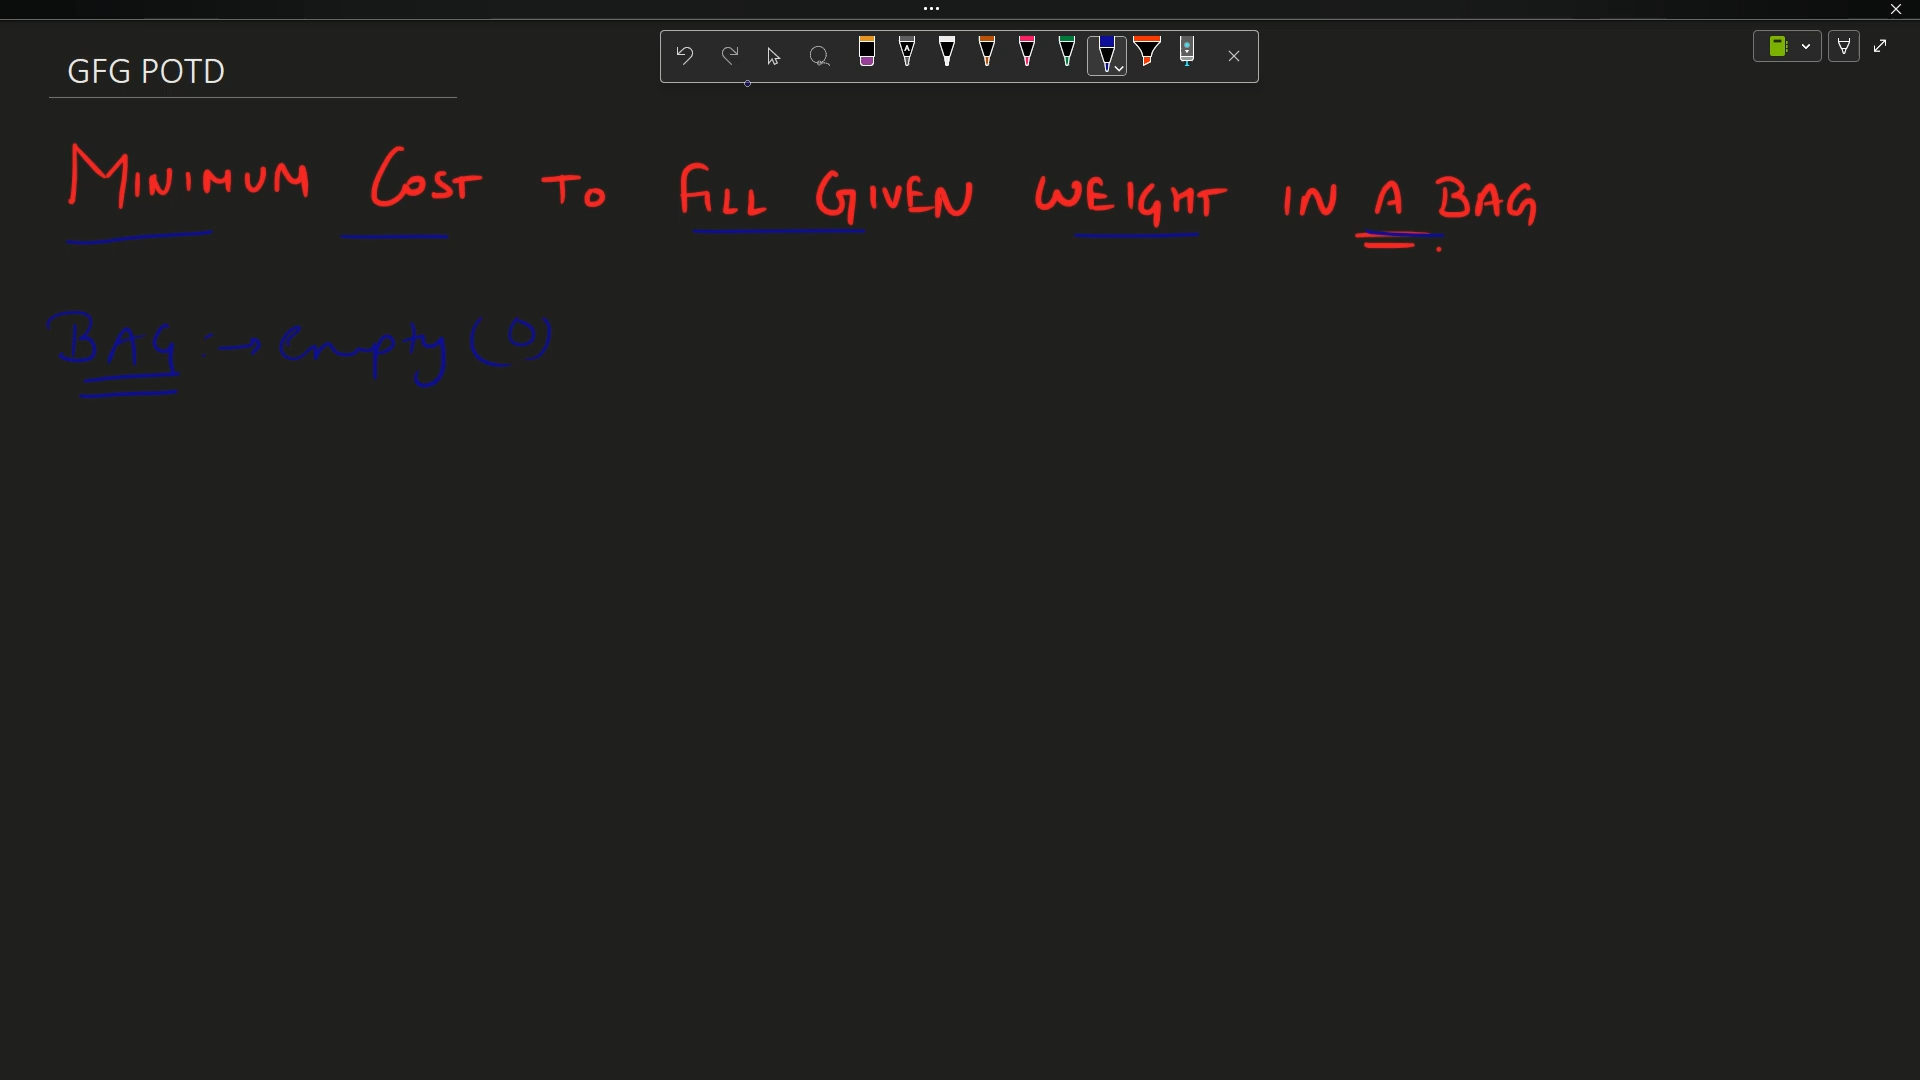 GFG POTD
MINIMUM COST TO FILL GIVEN WEIGHT IN A BAG
BAG :→ empty (0)